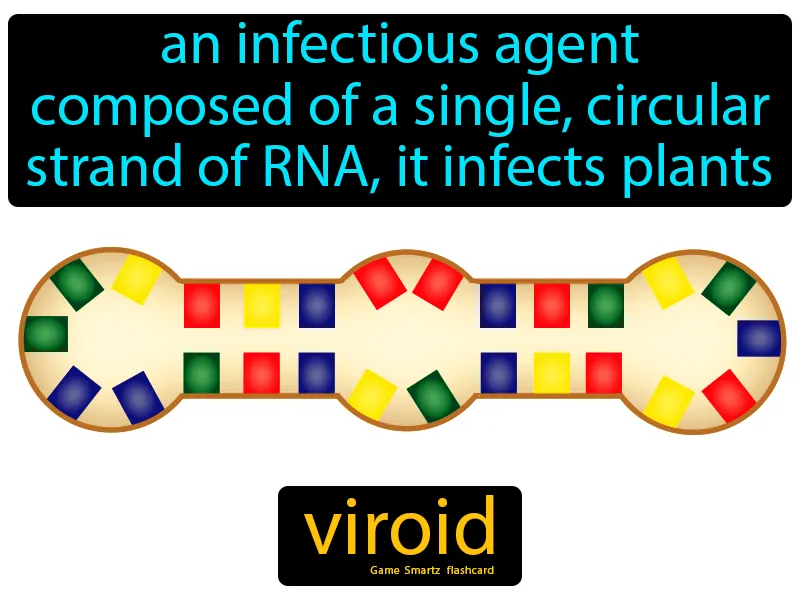 an infectious agent
composed of a single, circular
strand of RNA, it infects plants
viroid
Game Smartz flashcard